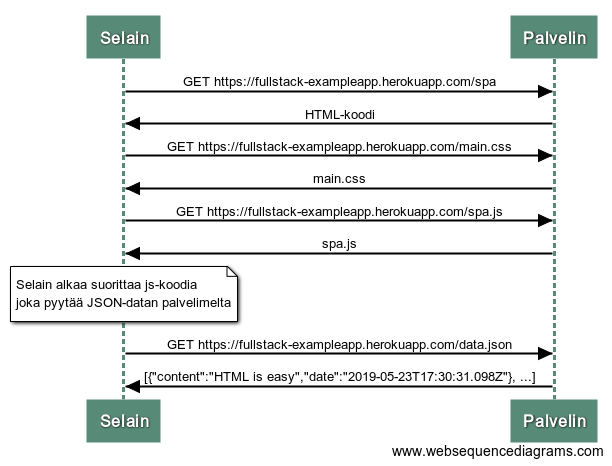 Selain Palvelin
GET https://fullstack-exampleapp.herokuapp.com/spa
HTML-koodi
GET https://fullstack-exampleapp.herokuapp.com/main.css
main.css
GET https://fullstack-exampleapp.herokuapp.com/spa.js
spa.js
Selain alkaa suorittaa js-koodia
joka pyytää JSON-datan palvelimelta
GET https://fullstack-exampleapp.herokuapp.com/data.json
[{"content":"HTML is easy","date":"2019-05-23T17:30:31.098Z"}, ...]
Selain Palvelin
www.websequencediagrams.com